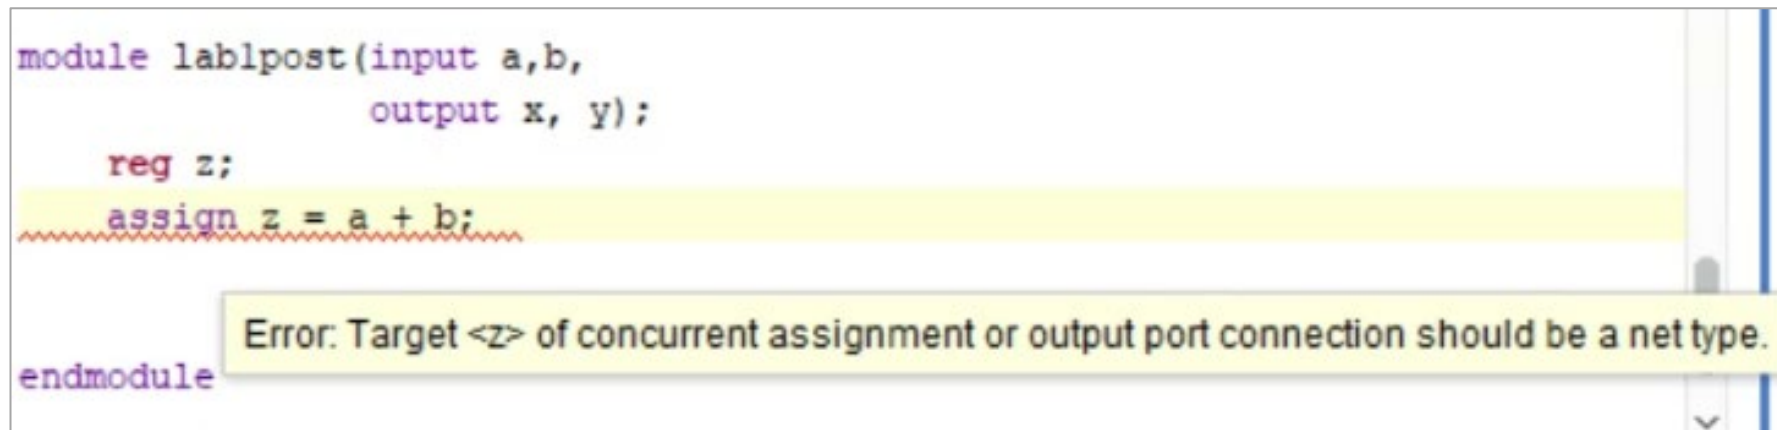 module lab1post(input a,b,
output x, y);
reg z;
assign z = a + b;
Error: Target <z> of concurrent assignment or output port connection should be a net type.
endmodule